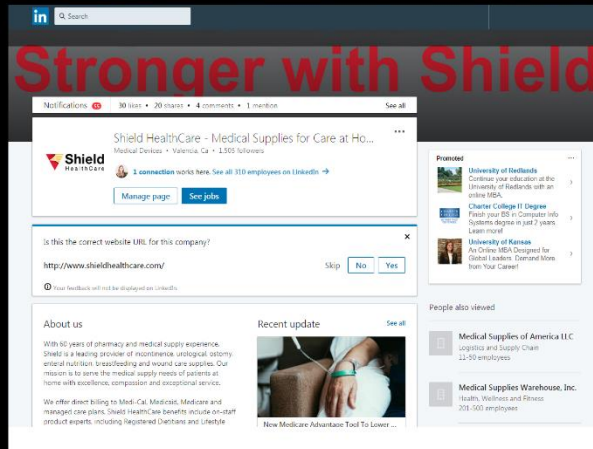 in
Search
Stronger with Shield
Notifications 30 likes • 20 shares • 4 comments • 1 mention See all
Shield HealthCare - Medical Supplies for Care at Ho...
Medical Devices • Valencia, Ca • 1,505 followers
Shield
HealthCare
1 connection works here. See all 310 employees on LinkedIn →
Manage page See jobs
Is this the correct website URL for this company?
http://www.shieldhealthcare.com/ Skip No Yes
Your feedback will not be displayed on LinkedIn.
About us
With 60 years of pharmacy and medical supply experience,
Shield is a leading provider of incontinence, urological, ostomy,
enteral nutrition, breastfeeding and wound care supplies. Our
mission is to serve the medical supply needs of patients at
home with excellence, compassion and exceptional service.
We offer direct billing to Medi-Cal, Medicaid, Medicare and
managed care plans. Shield HealthCare benefits include on-staff
product experts, including Registered Dietitians and Lifestyle
Recent update See all
New Medicare Advantage Tool To Lower ...
Promoted
University of Redlands
Continue your education at the
University of Redlands with an
online MBA.
Charter College IT Degree
Finish your BS in Computer Info
Systems degree in just 2 years.
Learn more!
University of Kansas
An Online MBA Designed for
Global Leaders. Demand More
from Your Career!
People also viewed
Medical Supplies of America LLC
Logistics and Supply Chain
11-50 employees
Medical Supplies Warehouse, Inc.
Health, Wellness and Fitness
201-500 employees